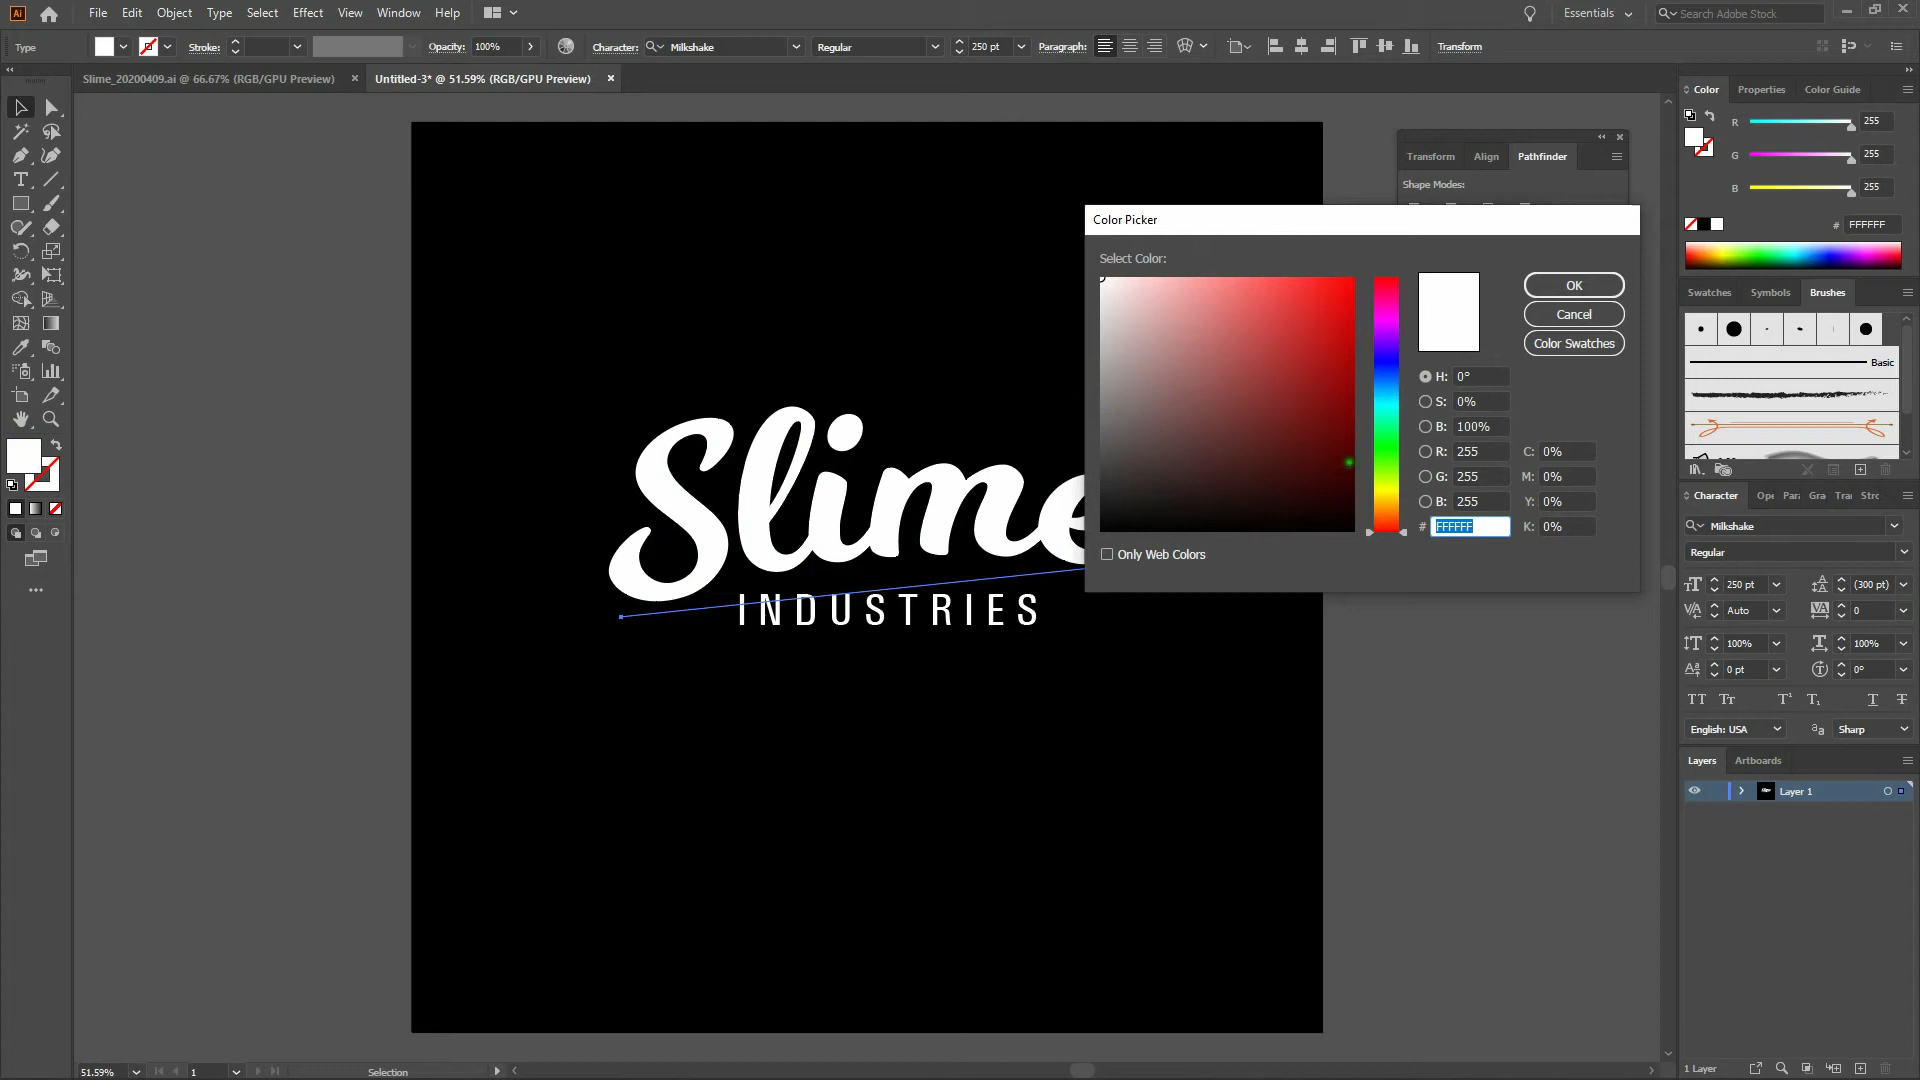 Ai File Edit Object Type Select Effect View Window Help Essentials Search Adobe Stock
Type Stroke: Opacity: 100% Character: Milkshake Regular 250 pt Paragraph: Transform
Slime_20200409.ai @ 66.67% (RGB/GPU Preview) × Untitled-3* @ 51.59% (RGB/GPU Preview) ×
Color Properties Color Guide
R 255
G 255
B 255
# FFFFFF
Transform Align Pathfinder
Shape Modes:
Color Picker
Select Color:
OK
Cancel
Color Swatches
H: 0°
S: 0%
B: 100%
R: 255 C: 0%
G: 255 M: 0%
B: 255 Y: 0%
# FFFFFF K: 0%
Only Web Colors
Slime
INDUSTRIES
Swatches Symbols Brushes
Basic
Character Ope Para Gra Trar Stro
Milkshake
Regular
250 pt (300 pt)
Auto 0
100% 100%
0 pt 0°
English: USA Sharp
Layers Artboards
Layer 1
51.59% 1 Selection 1 Layer